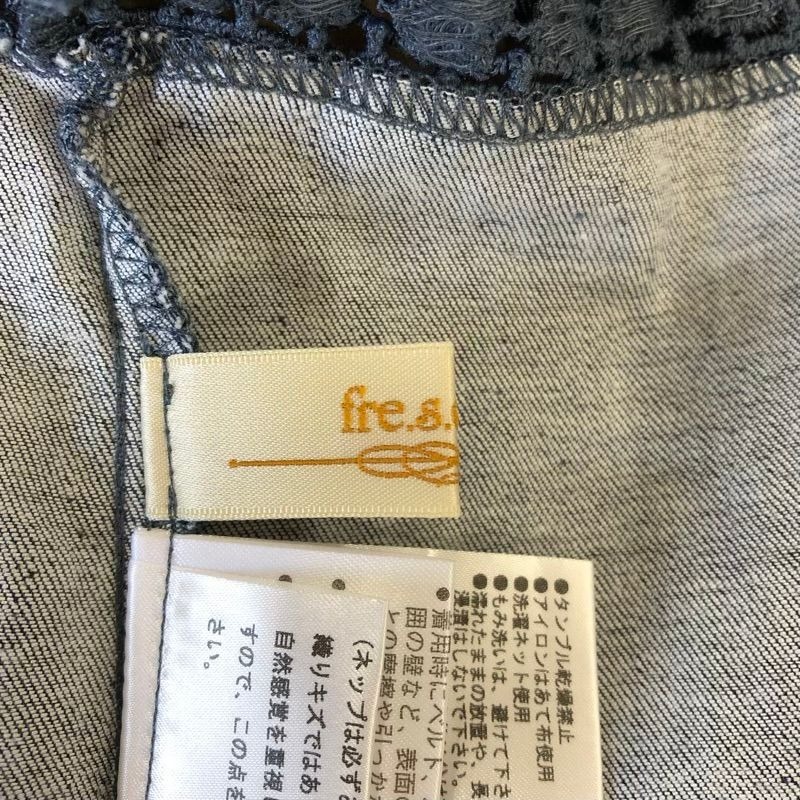 fre.s.
●タンブル乾燥禁止
●アイロンはあて布使用
●洗濯ネット使用
●もみ洗いは、避けて下さ
●濡れたままの放置や、長
浸漬はしないで下さい。
着用時にベルト、
囲の壁など、表面
との摩擦や引っか
(ネップは必ず
織りキズではあ
自然感覚を重視
すので、この点を
さい。